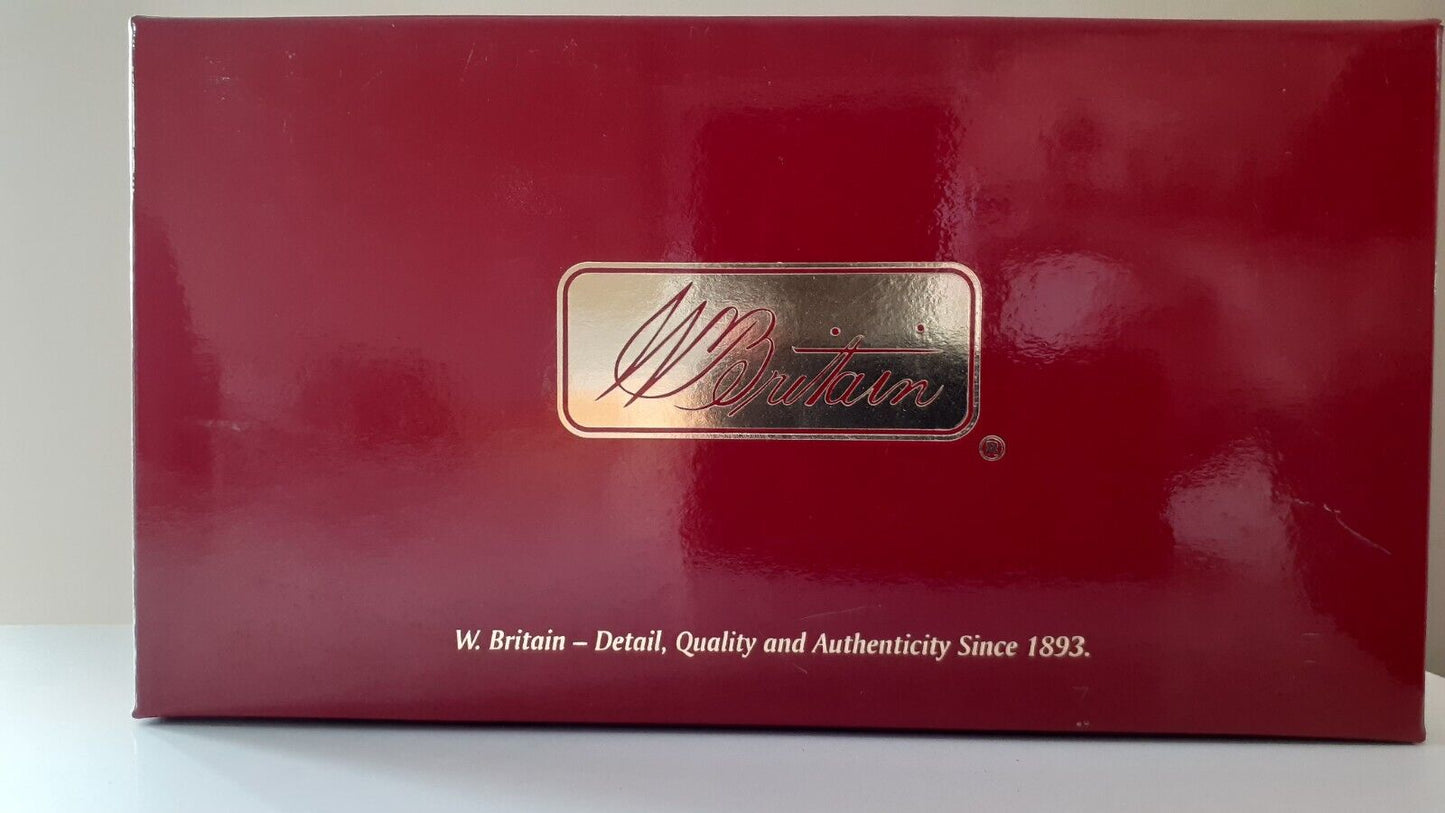 W Britain
®
W. Britain – Detail, Quality and Authenticity Since 1893.